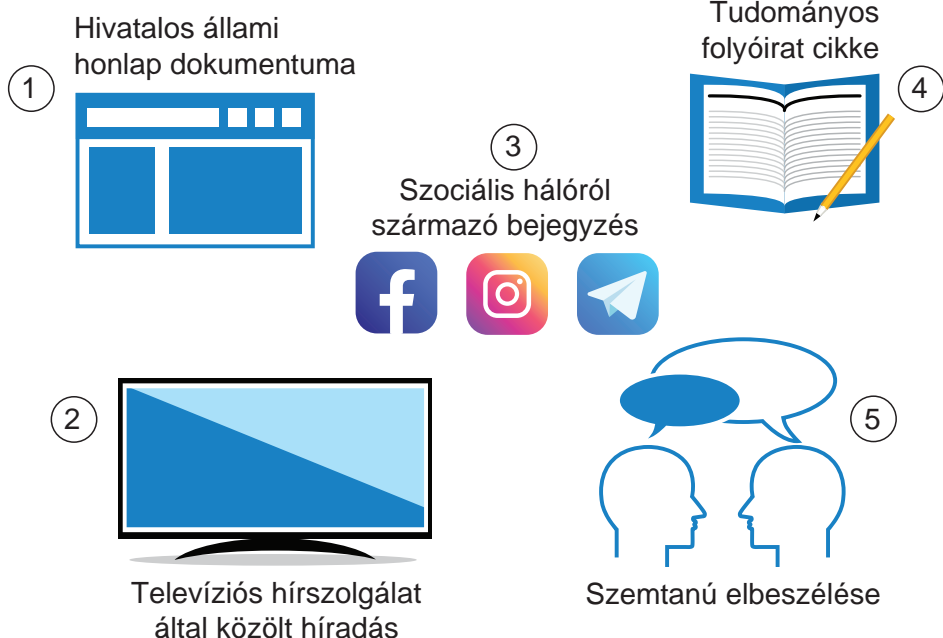 1
Hivatalos állami
honlap dokumentuma
Tudományos
folyóirat cikke
4
3
Szociális hálóról
származó bejegyzés
2
Televíziós hírszolgálat
által közölt híradás
5
Szemtanú elbeszélése